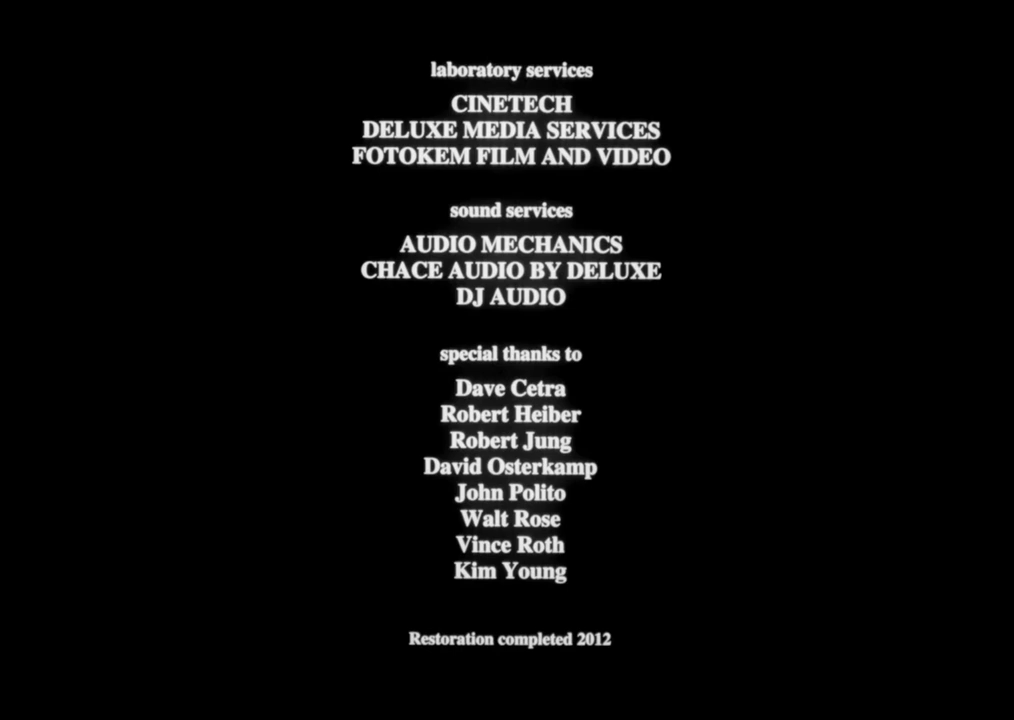 laboratory services
CINETECH
DELUXE MEDIA SERVICES
FOTOKEM FILM AND VIDEO
sound services
AUDIO MECHANICS
CHACE AUDIO BY DELUXE
DJ AUDIO
special thanks to
Dave Cetra
Robert Heiber
Robert Jung
David Osterkamp
John Polito
Walt Rose
Vince Roth
Kim Young
Restoration completed 2012